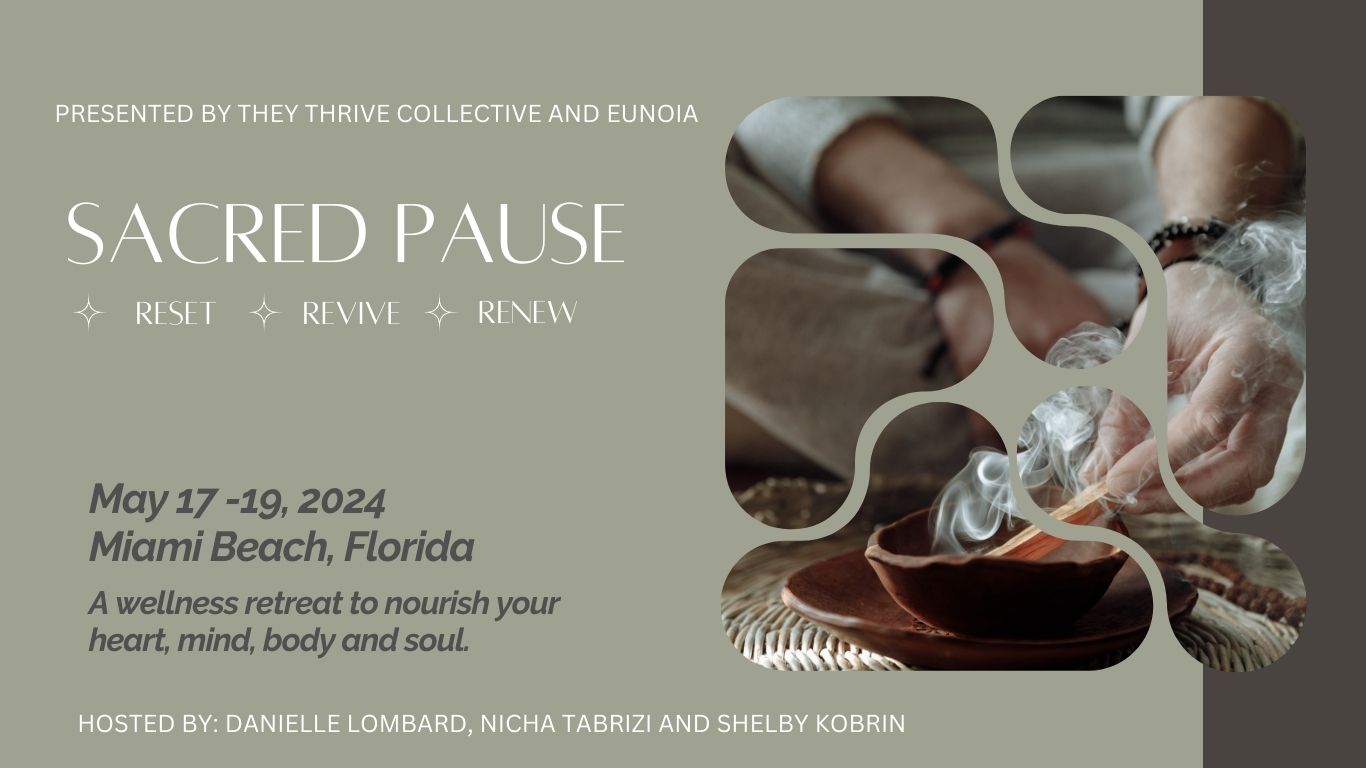 PRESENTED BY THEY THRIVE COLLECTIVE AND EUNOIA
SACRED PAUSE
RESET REVIVE RENEW
May 17 -19, 2024
Miami Beach, Florida
A wellness retreat to nourish your
heart, mind, body and soul.
HOSTED BY: DANIELLE LOMBARD, NICHA TABRIZI AND SHELBY KOBRIN